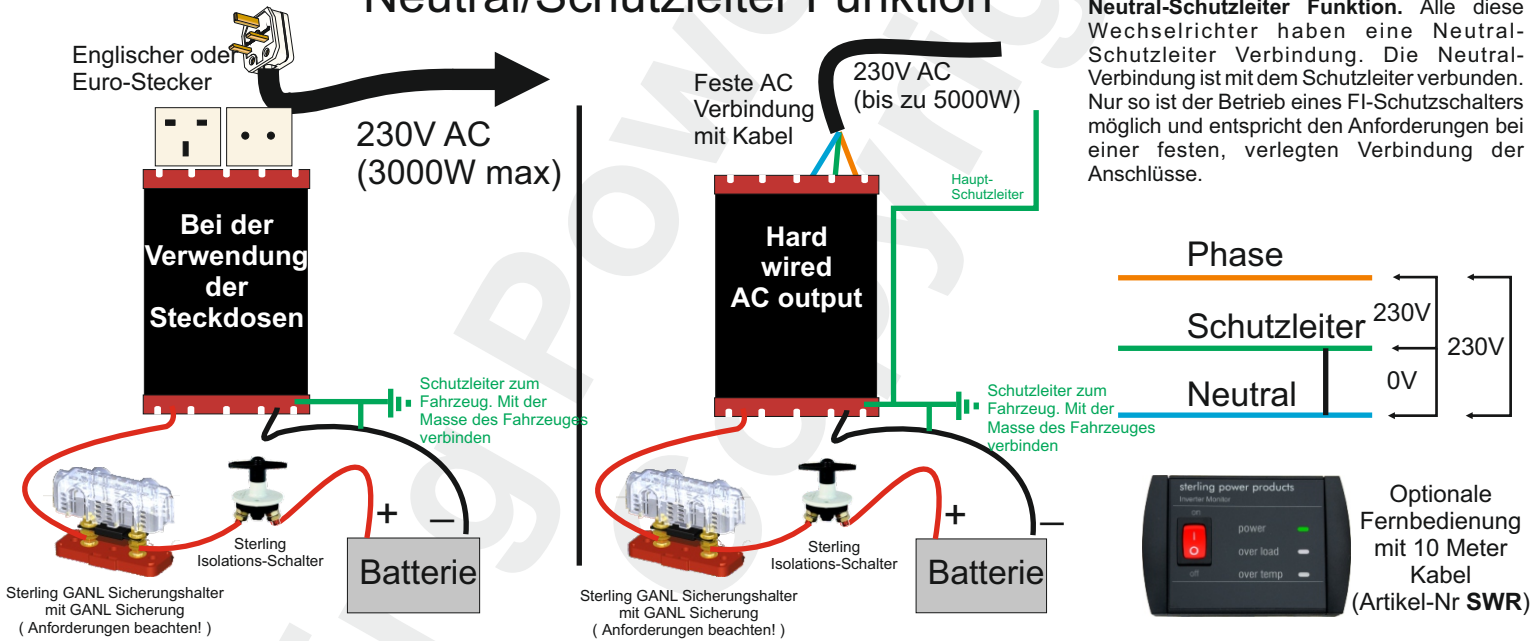 Neutral/Schutzleiter Funktion
Englischer oder
Euro-Stecker
230V AC
(3000W max)
Bei der
Verwendung
der
Steckdosen
Schutzleiter zum
Fahrzeug. Mit der
Masse des Fahrzeuges
verbinden
+
–
Sterling
Isolations-Schalter
Batterie
Sterling GANL Sicherungshalter
mit GANL Sicherung
( Anforderungen beachten! )
Feste AC
Verbindung
mit Kabel
230V AC
(bis zu 5000W)
Haupt-
Schutzleiter
Hard
wired
AC output
Schutzleiter zum
Fahrzeug. Mit der
Masse des Fahrzeuges
verbinden
+
–
Sterling
Isolations-Schalter
Batterie
Sterling GANL Sicherungshalter
mit GANL Sicherung
( Anforderungen beachten! )
Neutral-Schutzleiter Funktion. Alle diese
Wechselrichter haben eine Neutral-
Schutzleiter Verbindung. Die Neutral-
Verbindung ist mit dem Schutzleiter verbunden.
Nur so ist der Betrieb eines FI-Schutzschalters
möglich und entspricht den Anforderungen bei
einer festen, verlegten Verbindung der
Anschlüsse.
Phase
Schutzleiter
Neutral
230V
0V
230V
sterling power products
Inverter Monitor
on
I
O
off
power
over load
over temp
Optionale
Fernbedienung
mit 10 Meter
Kabel
(Artikel-Nr SWR)